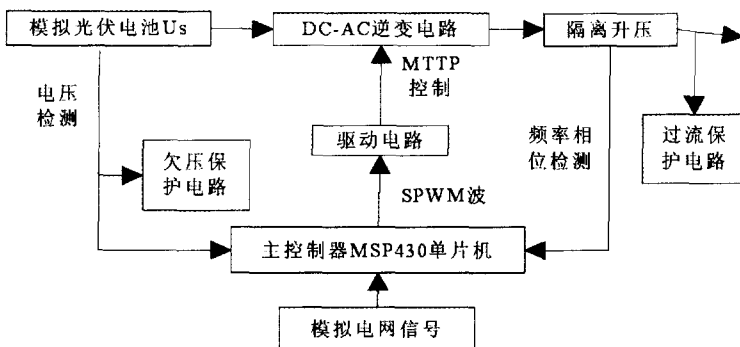 模拟光伏电池Us
DC-AC逆变电路
隔离升压
电压
检测
MTTP
控制
驱动电路
频率相
位检测
过流保
护电路
欠压保
护电路
SPWM波
主控制器MSP430单片机
模拟电网信号